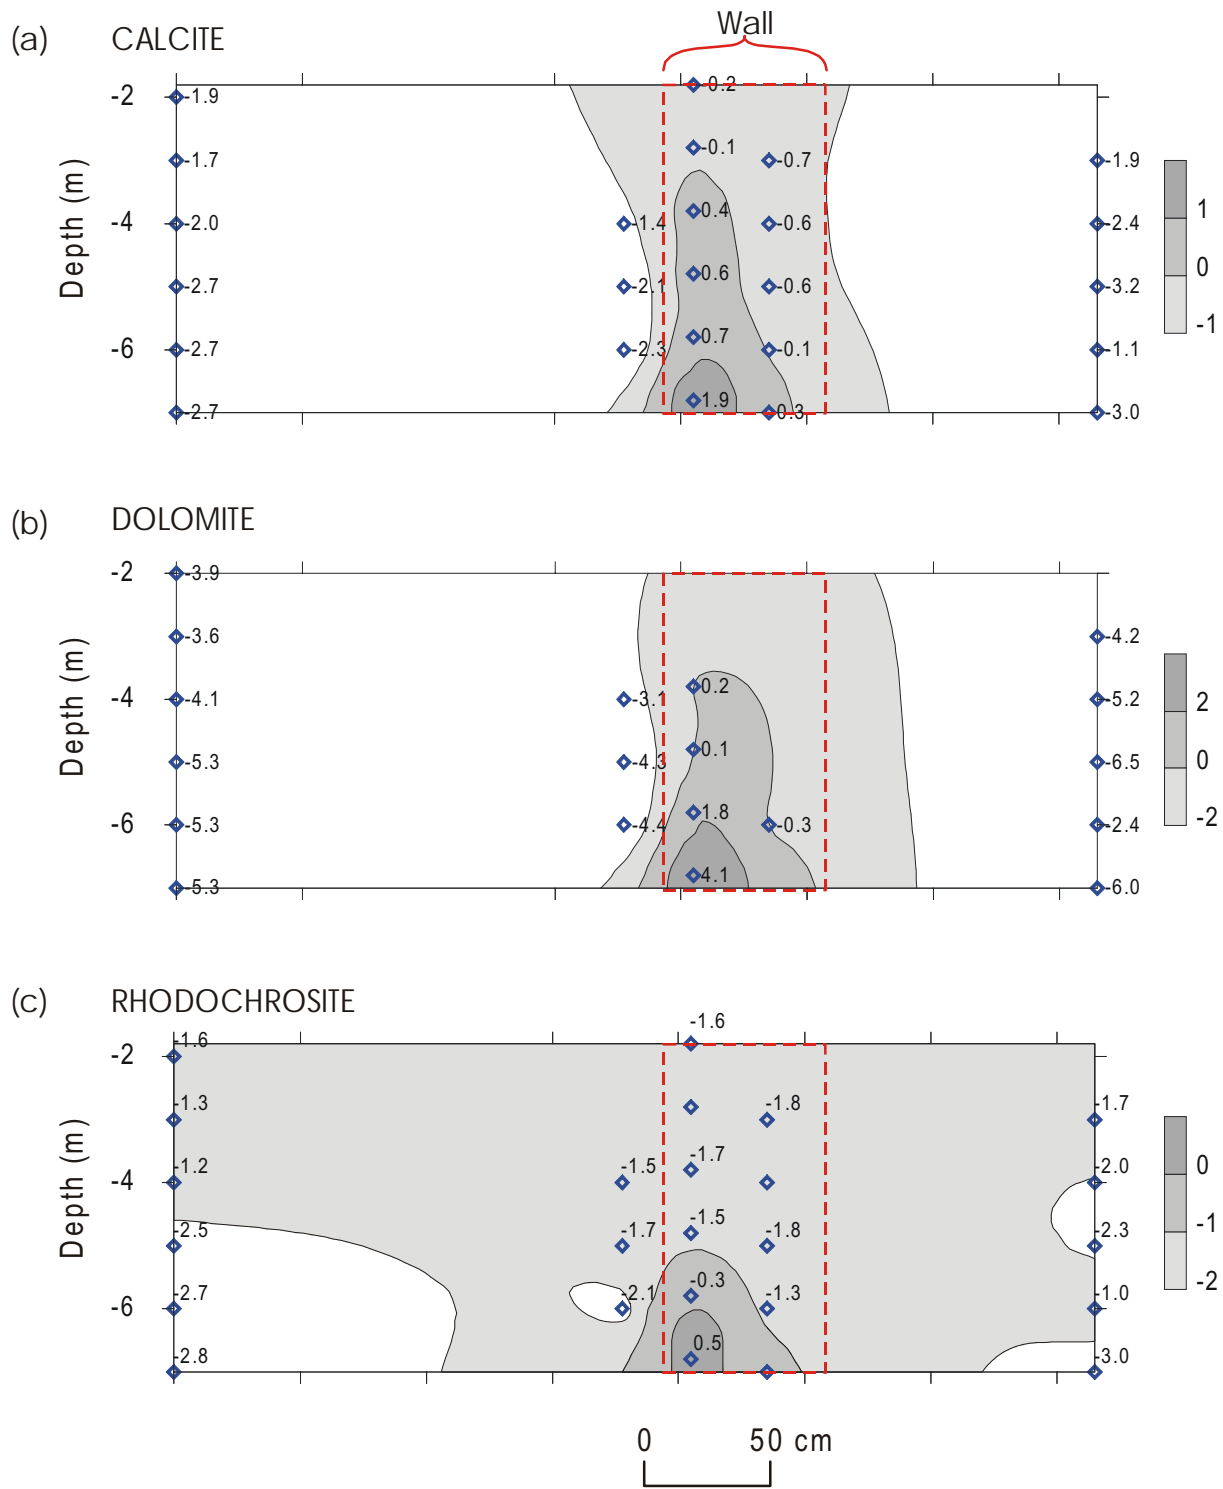 (a) CALCITE
Wall
-2 -1.9 -0.2
-0.1
-1.7 -0.7 -1.9
0.4
-4 -2.0 -1.4 -0.6 -2.4
0.6
-2.7 -2.1 -0.6 -3.2
0.7
-6 -2.7 -2.3 -0.1 -1.1
1.9
-2.7 0.3 -3.0
Depth (m)
1
0
-1
(b) DOLOMITE
-2 -3.9
-3.6 -4.2
0.2
-4 -4.1 -3.1 -5.2
0.1
-5.3 -4.3 -6.5
1.8
-6 -5.3 -4.4 -0.3 -2.4
4.1
-5.3 -6.0
Depth (m)
2
0
-2
(c) RHODOCHROSITE
-1.6
-2 -1.6
-1.3 -1.8 -1.7
-1.7
-4 -1.2 -1.5 -2.0
-1.5
-2.5 -1.7 -1.8 -2.3
-0.3
-6 -2.7 -2.1 -1.3 -1.0
0.5
-2.8 -3.0
Depth (m)
0
-1
-2
0 50 cm